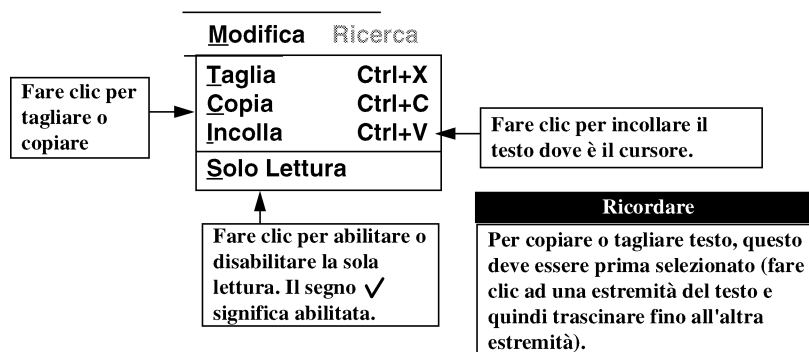 Modifica Ricerca
Taglia Ctrl+X
Copia Ctrl+C
Incolla Ctrl+V
Solo Lettura
Fare clic per
tagliare o
copiare
Fare clic per incollare il
testo dove è il cursore.
Fare clic per abilitare o
disabilitare la sola
lettura. Il segno ✓
significa abilitata.
Ricordare
Per copiare o tagliare testo, questo
deve essere prima selezionato (fare
clic ad una estremità del testo e
quindi trascinare fino all'altra
estremità).